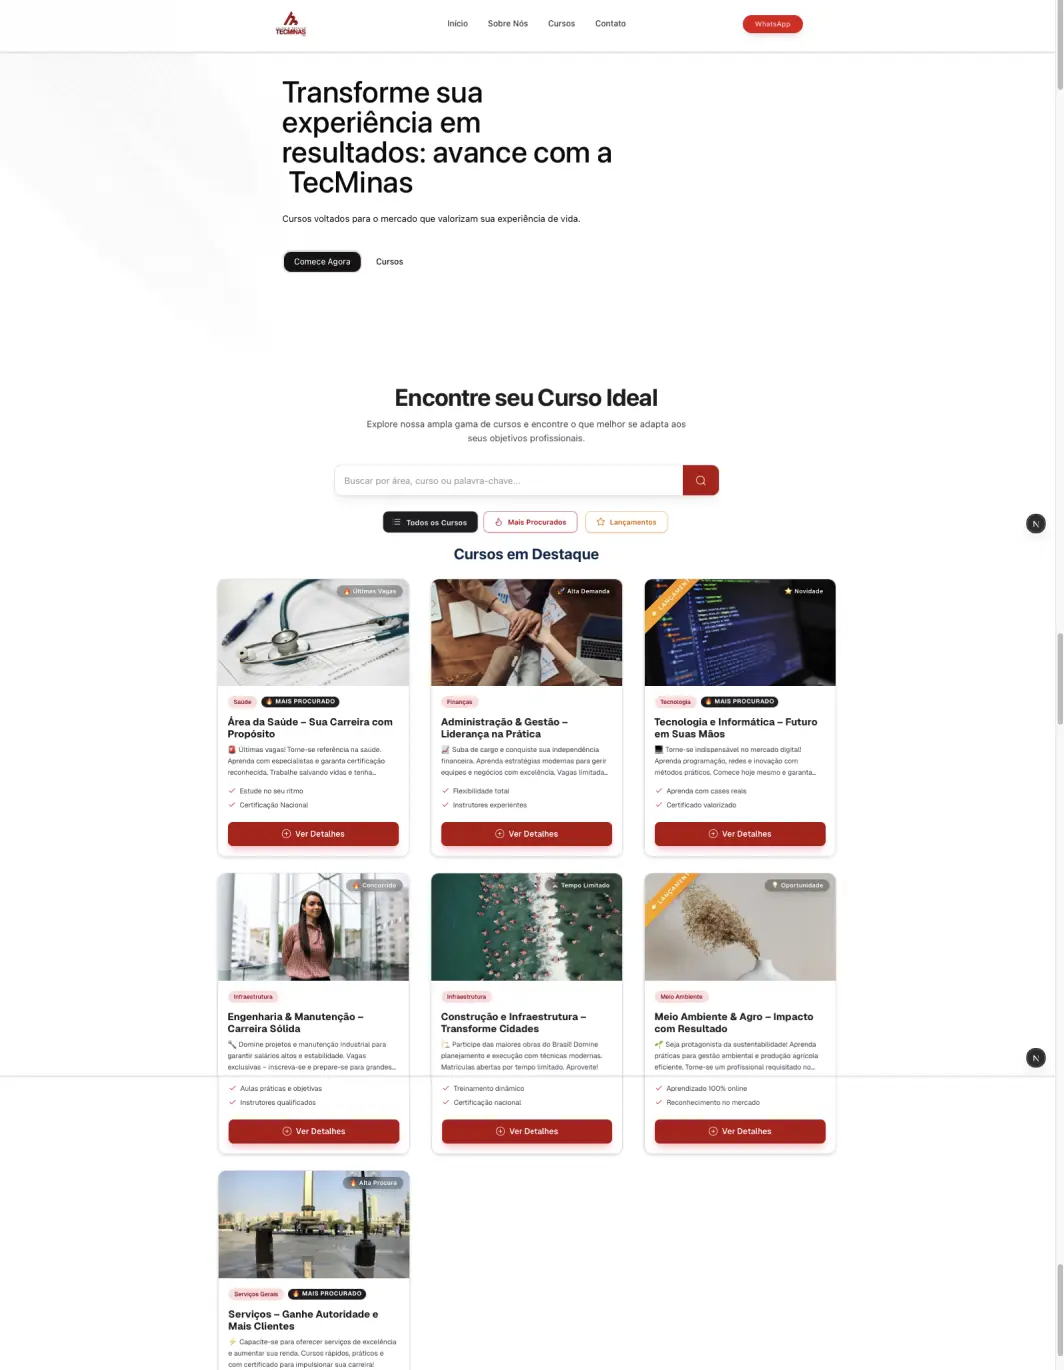 TECMINAS
Início
Sobre Nós
Cursos
Contato
WhatsApp
Transforme sua
experiência em
resultados: avance com a
TecMinas
Cursos voltados para o mercado que valorizam sua experiência de vida.
Comece Agora
Cursos
Encontre seu Curso Ideal
Explore nossa ampla gama de cursos e encontre o que melhor se adapta aos
seus objetivos profissionais.
Buscar por área, curso ou palavra-chave...
Todos os Cursos
Mais Procurados
Lançamentos
N
Cursos em Destaque
🔥 Últimas Vagas
Saúde
🔥 MAIS PROCURADO
Área da Saúde – Sua Carreira com
Propósito
🚨 Últimas vagas! Torne-se referência na saúde.
Aprenda com especialistas e garanta certificação
reconhecida. Trabalhe salvando vidas e tenha...
Estude no seu ritmo
Certificação Nacional
Ver Detalhes
🚀 Alta Demanda
Finanças
Administração & Gestão –
Liderança na Prática
📈 Suba de cargo e conquiste sua independência
financeira. Aprenda estratégias modernas para gerir
equipes e negócios com excelência. Vagas limitada...
Flexibilidade total
Instrutores experientes
Ver Detalhes
LANÇAMENT
⭐ Novidade
Tecnologia
🔥 MAIS PROCURADO
Tecnologia e Informática – Futuro
em Suas Mãos
💻 Torne-se indispensável no mercado digital!
Aprenda programação, redes e inovação com
métodos práticos. Comece hoje mesmo e garanta...
Aprenda com cases reais
Certificado valorizado
Ver Detalhes
🔥 Concorrido
Infraestrutura
Engenharia & Manutenção –
Carreira Sólida
🔧 Domine projetos e manutenção industrial para
garantir salários altos e estabilidade. Vagas
exclusivas – inscreva-se e prepare-se para grandes...
Aulas práticas e objetivas
Instrutores qualificados
Ver Detalhes
Tempo Limitado
Infraestrutura
Construção e Infraestrutura –
Transforme Cidades
🏗️ Participe das maiores obras do Brasil! Domine
planejamento e execução com técnicas modernas.
Matrículas abertas por tempo limitado. Aproveite!
Treinamento dinâmico
Certificação nacional
Ver Detalhes
LANÇAMENT
💡 Oportunidade
Meio Ambiente
Meio Ambiente & Agro – Impacto
com Resultado
🌱 Seja protagonista da sustentabilidade! Aprenda
práticas para gestão ambiental e produção agrícola
eficiente. Torne-se um profissional requisitado no...
Aprendizado 100% online
Reconhecimento no mercado
Ver Detalhes
N
🔥 Alta Procura
Serviços Gerais
🔥 MAIS PROCURADO
Serviços – Ganhe Autoridade e
Mais Clientes
⚡ Capacite-se para oferecer serviços de excelência
e aumentar sua renda. Cursos rápidos, práticos e
com certificado para impulsionar sua carreira!